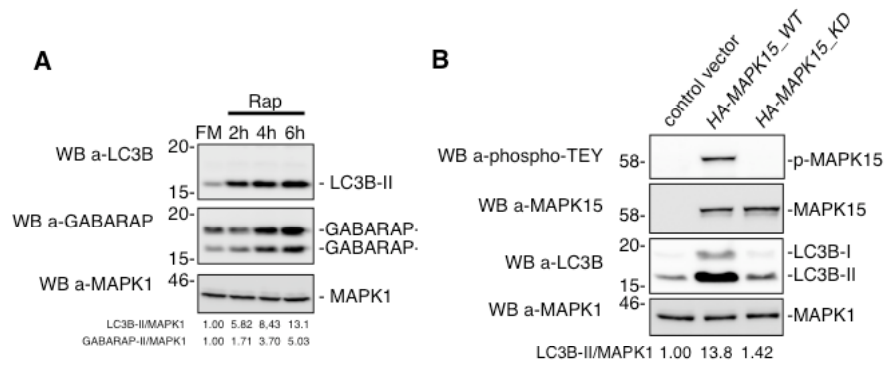 A
Rap
FM 2h 4h 6h
WB a-LC3B
20-
15-
- LC3B-II
WB a-GABARAP
20-
15-
-GABARAP-
-GABARAP-
WB a-MAPK1
46-
- MAPK1
LC3B-II/MAPK1 1.00 5.82 8,43 13.1
GABARAP-II/MAPK1 1.00 1.71 3.70 5.03
B
control vector
HA-MAPK15_WT
HA-MAPK15_KD
WB a-phospho-TEY
58-
-p-MAPK15
WB a-MAPK15
58-
-MAPK15
WB a-LC3B
20-
15-
-LC3B-I
-LC3B-II
WB a-MAPK1
46-
-MAPK1
LC3B-II/MAPK1 1.00 13.8 1.42